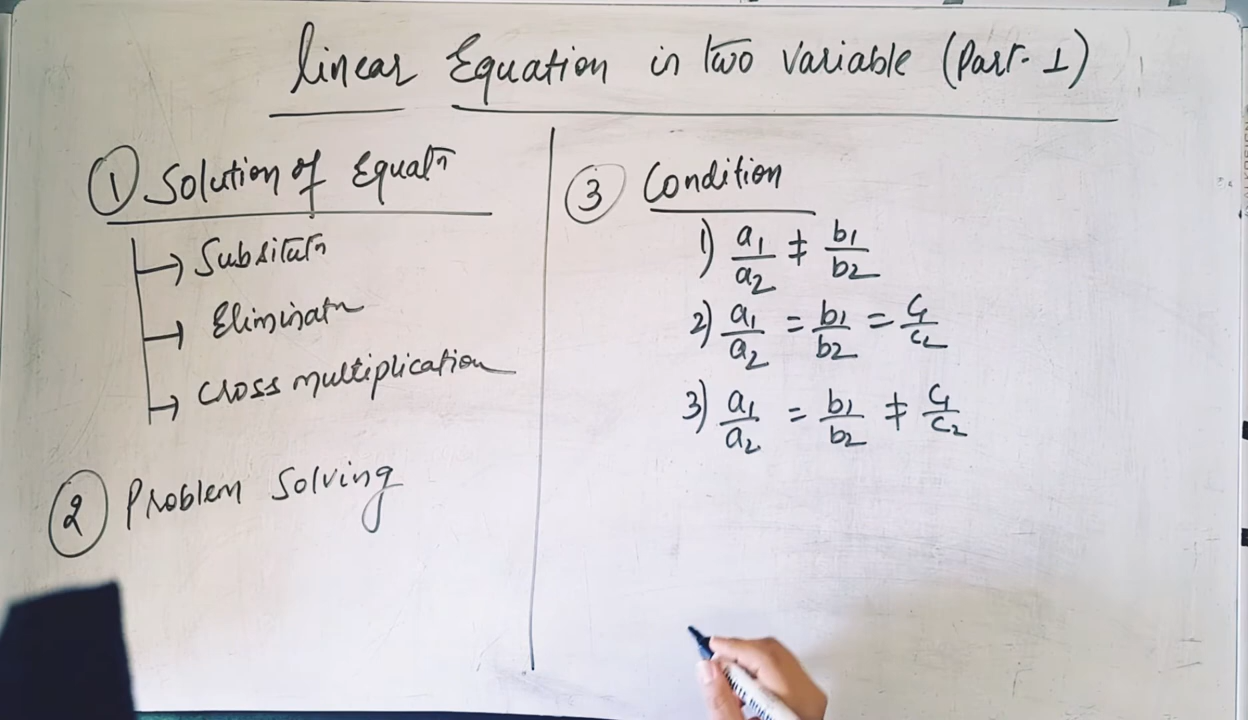 linear Equation in two variable (Part-1)
① Solution of Equatn
→ Subsitutn
→ Eliminatn
→ Cross multiplication
② Problem Solving
③ Condition
1) a1/a2 ≠ b1/b2
2) a1/a2 = b1/b2 = c1/c2
3) a1/a2 = b1/b2 ≠ c1/c2